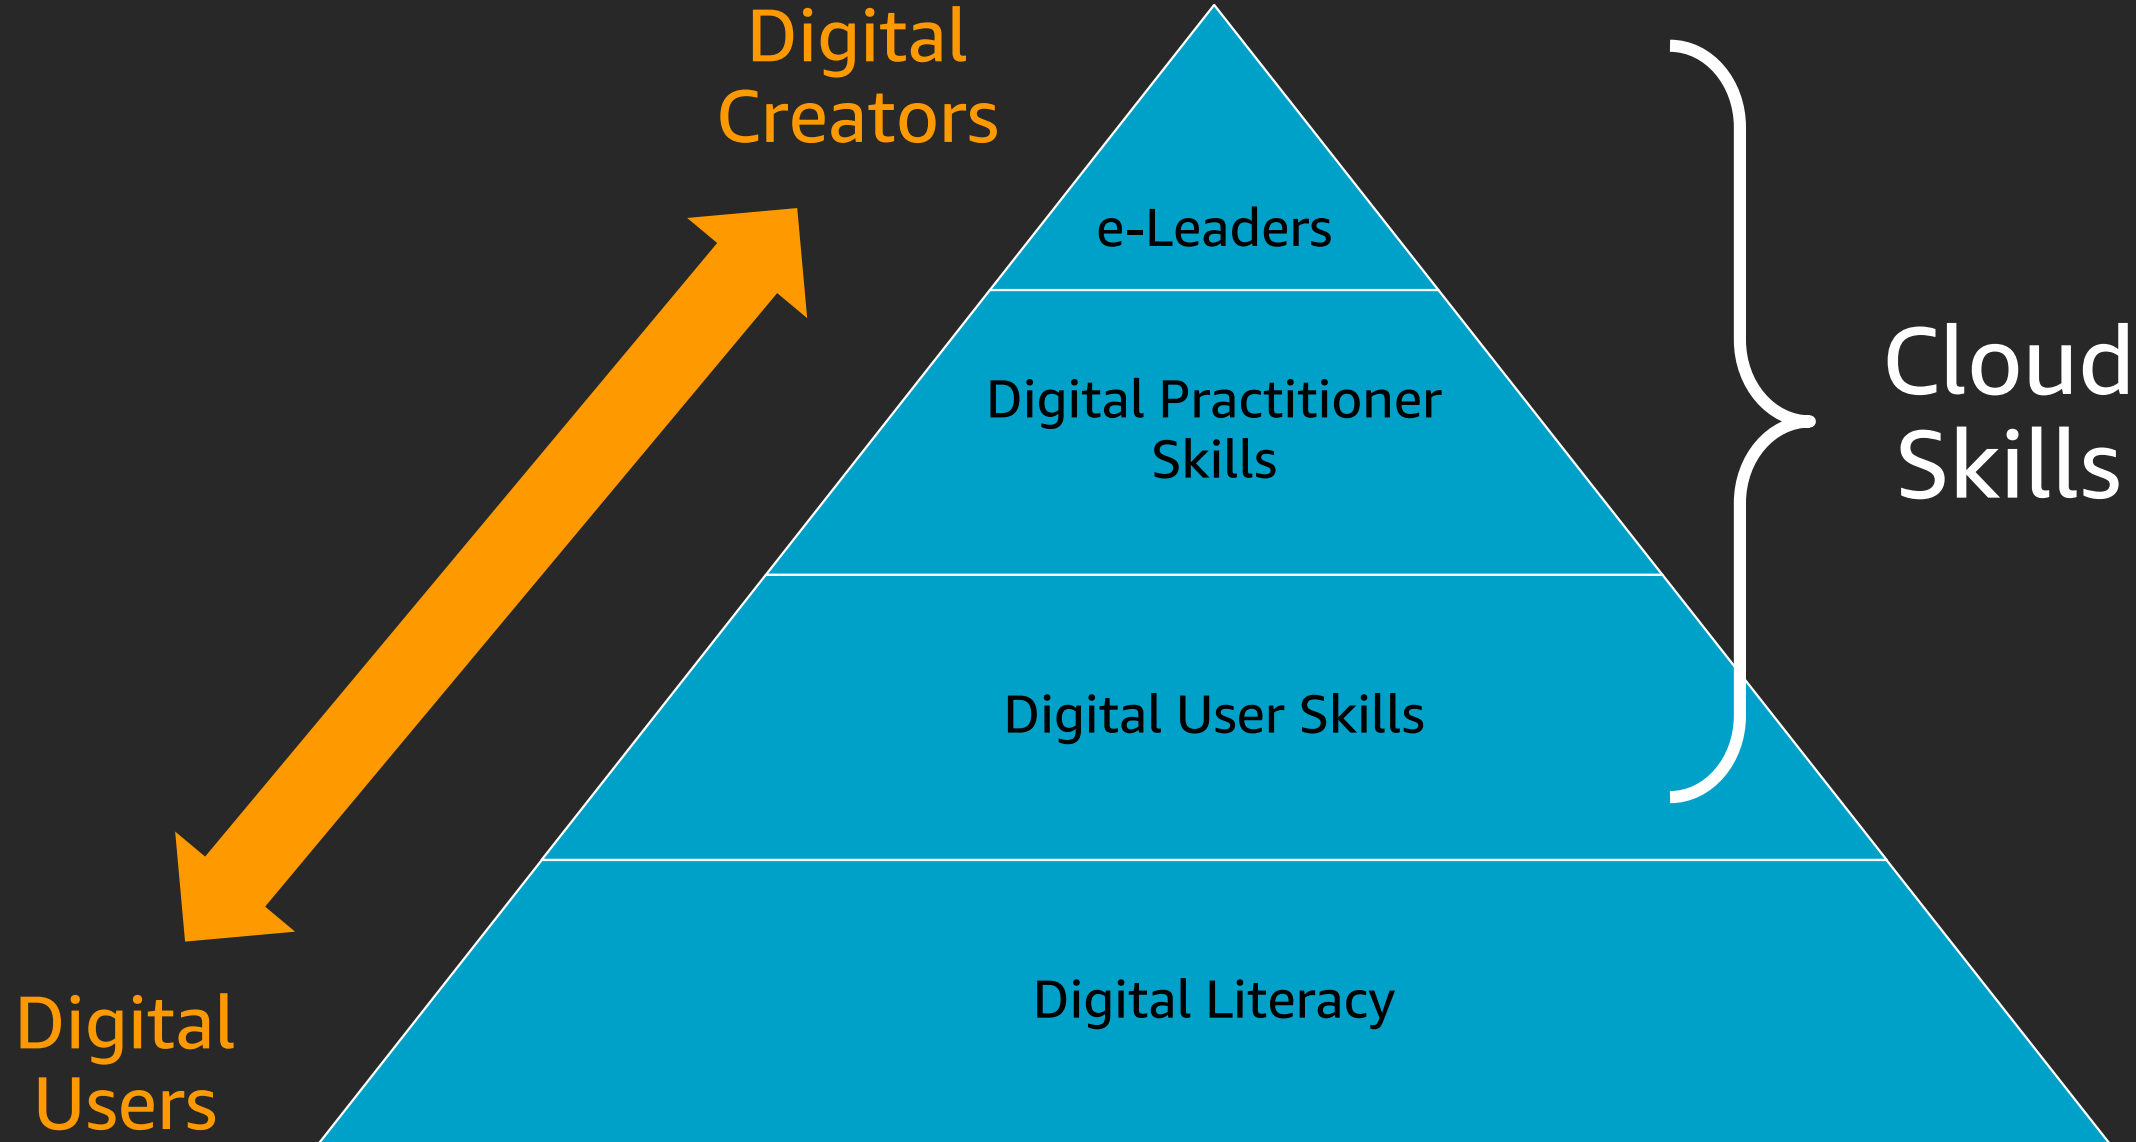 Digital
Creators
e-Leaders
Digital Practitioner
Skills
Cloud
Skills
Digital User Skills
Digital Literacy
Digital
Users